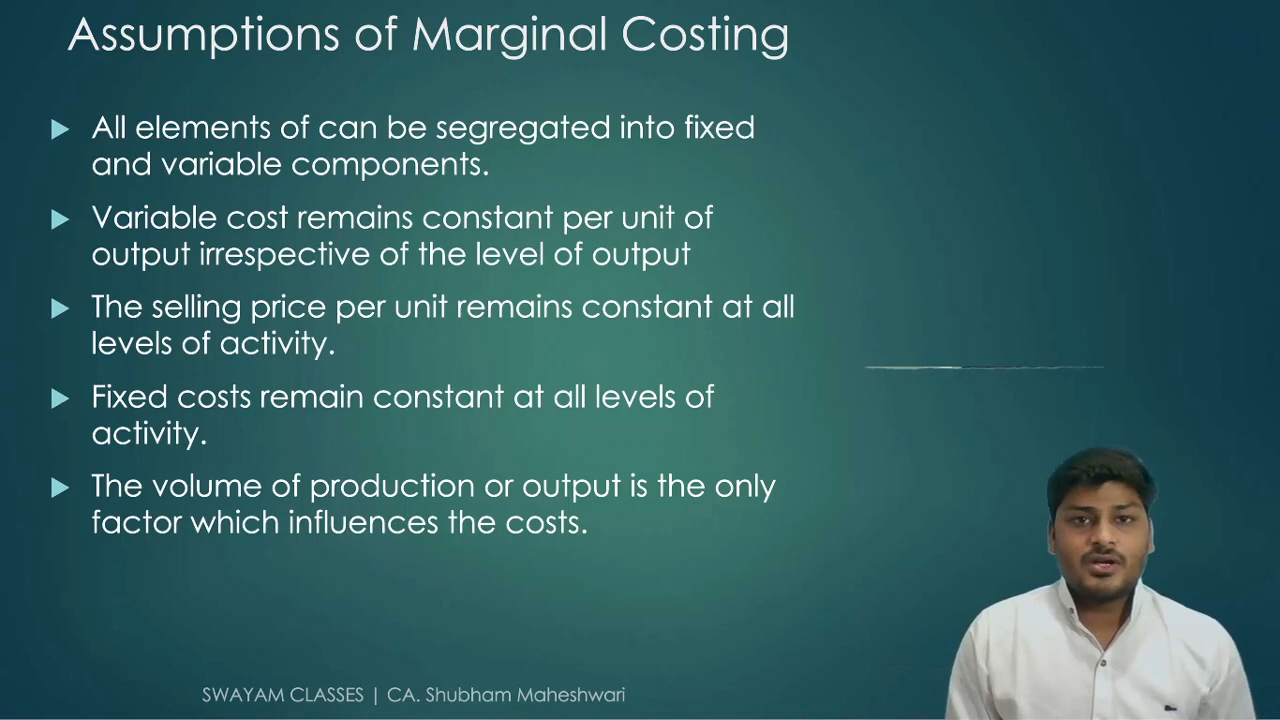 Assumptions of Marginal Costing
All elements of can be segregated into fixed
and variable components.
Variable cost remains constant per unit of
output irrespective of the level of output
The selling price per unit remains constant at all
levels of activity.
Fixed costs remain constant at all levels of
activity.
The volume of production or output is the only
factor which influences the costs.
SWAYAM CLASSES | CA. Shubham Maheshwari